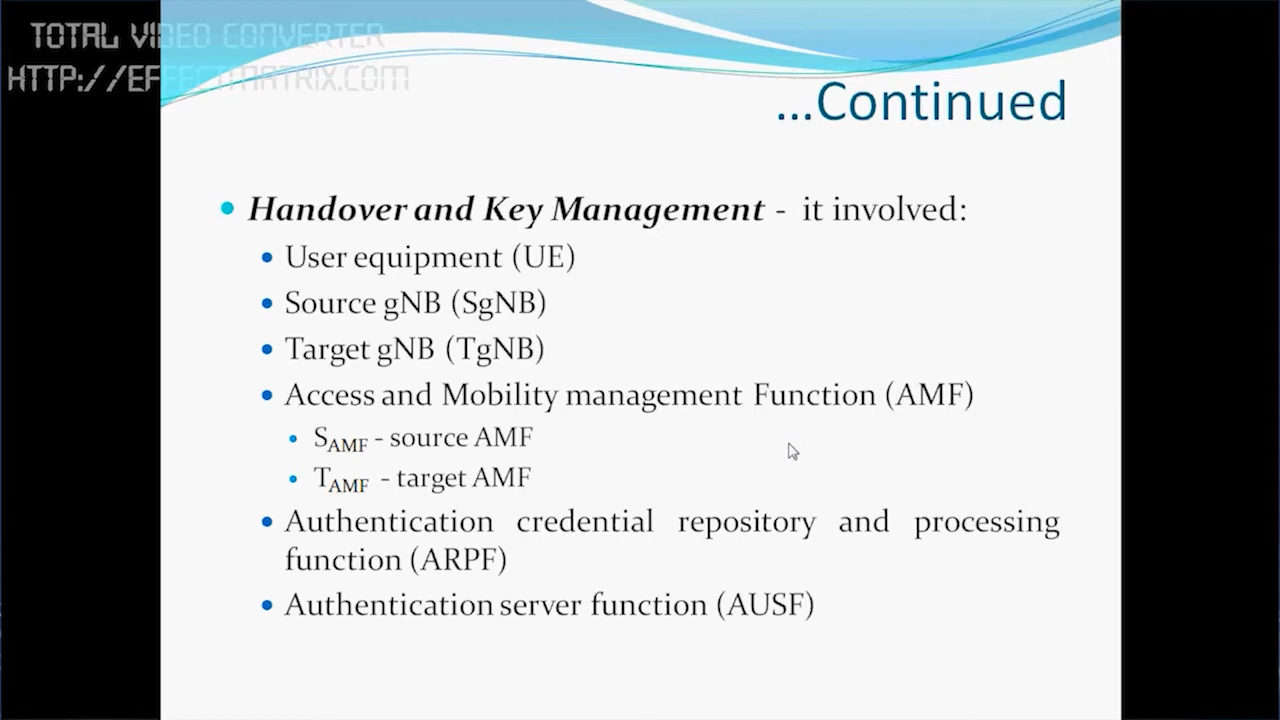 TOTAL VIDEO CONVERTER
HTTP://EFFECTMATRIX.COM
...Continued
• Handover and Key Management - it involved:
• User equipment (UE)
• Source gNB (SgNB)
• Target gNB (TgNB)
• Access and Mobility management Function (AMF)
• SAMF - source AMF
• TAMF - target AMF
• Authentication credential repository and processing
function (ARPF)
• Authentication server function (AUSF)